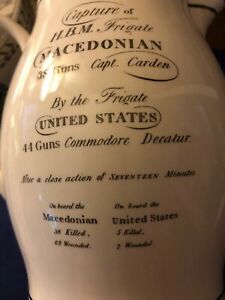 Capture of
H.B.M. Frigate
MACEDONIAN
38 Guns Capt. Carden
By the Frigate
UNITED STATES
44 Guns Commodore Decatur.
After a close action of SEVENTEEN Minutes
On board the
Macedonian
38 Killed,
68 Wounded.
On board the
United States
5 Killed,
2 Wounded.